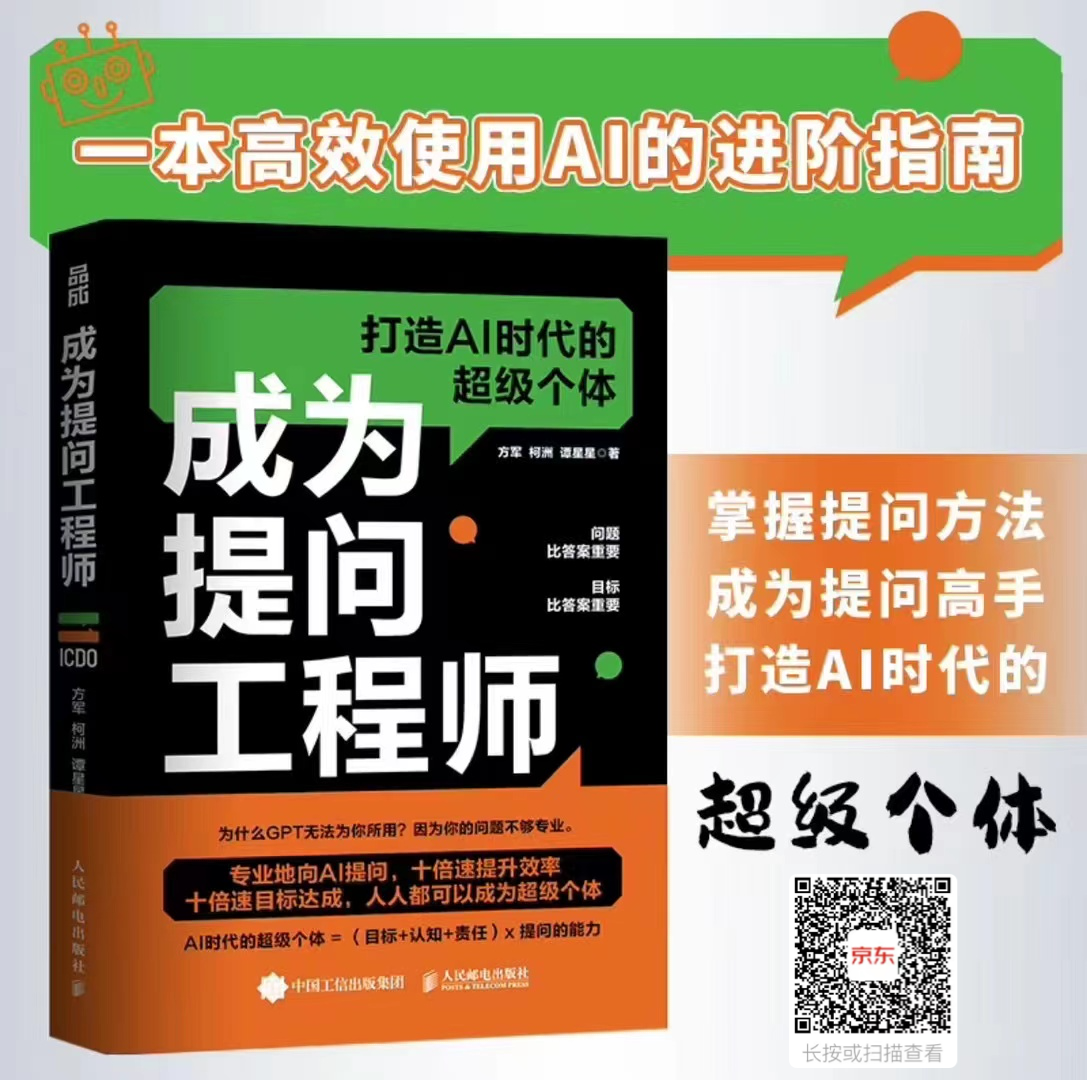 一本高效使用AI的进阶指南
品成
成为提问工程师
ICDO
方军 柯洲 谭星星
人民邮电出版社
打造AI时代的
超级个体
成为
提问
工程师
方军 柯洲 谭星星◎著
问题
比答案重要
目标
比答案重要
为什么GPT无法为你所用？因为你的问题不够专业。
专业地向AI提问，十倍速提升效率
十倍速目标达成，人人都可以成为超级个体
AI时代的超级个体 =（目标+认知+责任）x 提问的能力
中国工信出版集团
人民邮电出版社
POSTS & TELECOM PRESS
掌握提问方法
成为提问高手
打造AI时代的
超级个体
京东
长按或扫描查看